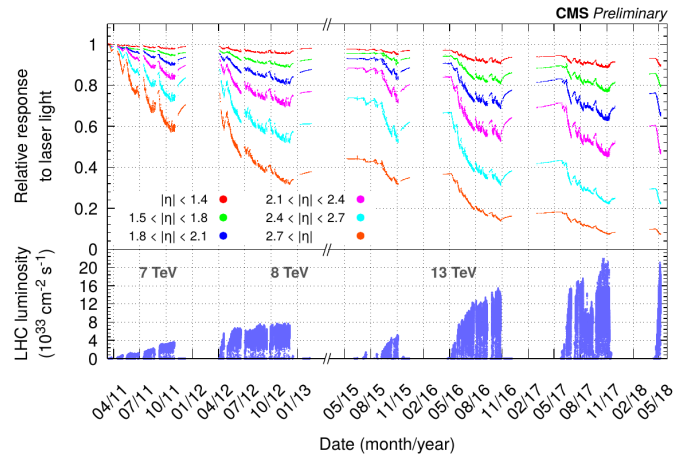 CMS Preliminary
Relative response
to laser light
1
0.8
0.6
0.4
0.2
0
|η| < 1.4
1.5 < |η| < 1.8
1.8 < |η| < 2.1
2.1 < |η| < 2.4
2.4 < |η| < 2.7
2.7 < |η|
LHC luminosity
(10³³ cm⁻² s⁻¹)
20
16
12
8
4
0
7 TeV 8 TeV 13 TeV
04/11 07/11 10/11 01/12 04/12 07/12 10/12 01/13 05/15 08/15 11/15 02/16 05/16 08/16 11/16 02/17 05/17 08/17 11/17 02/18 05/18
Date (month/year)